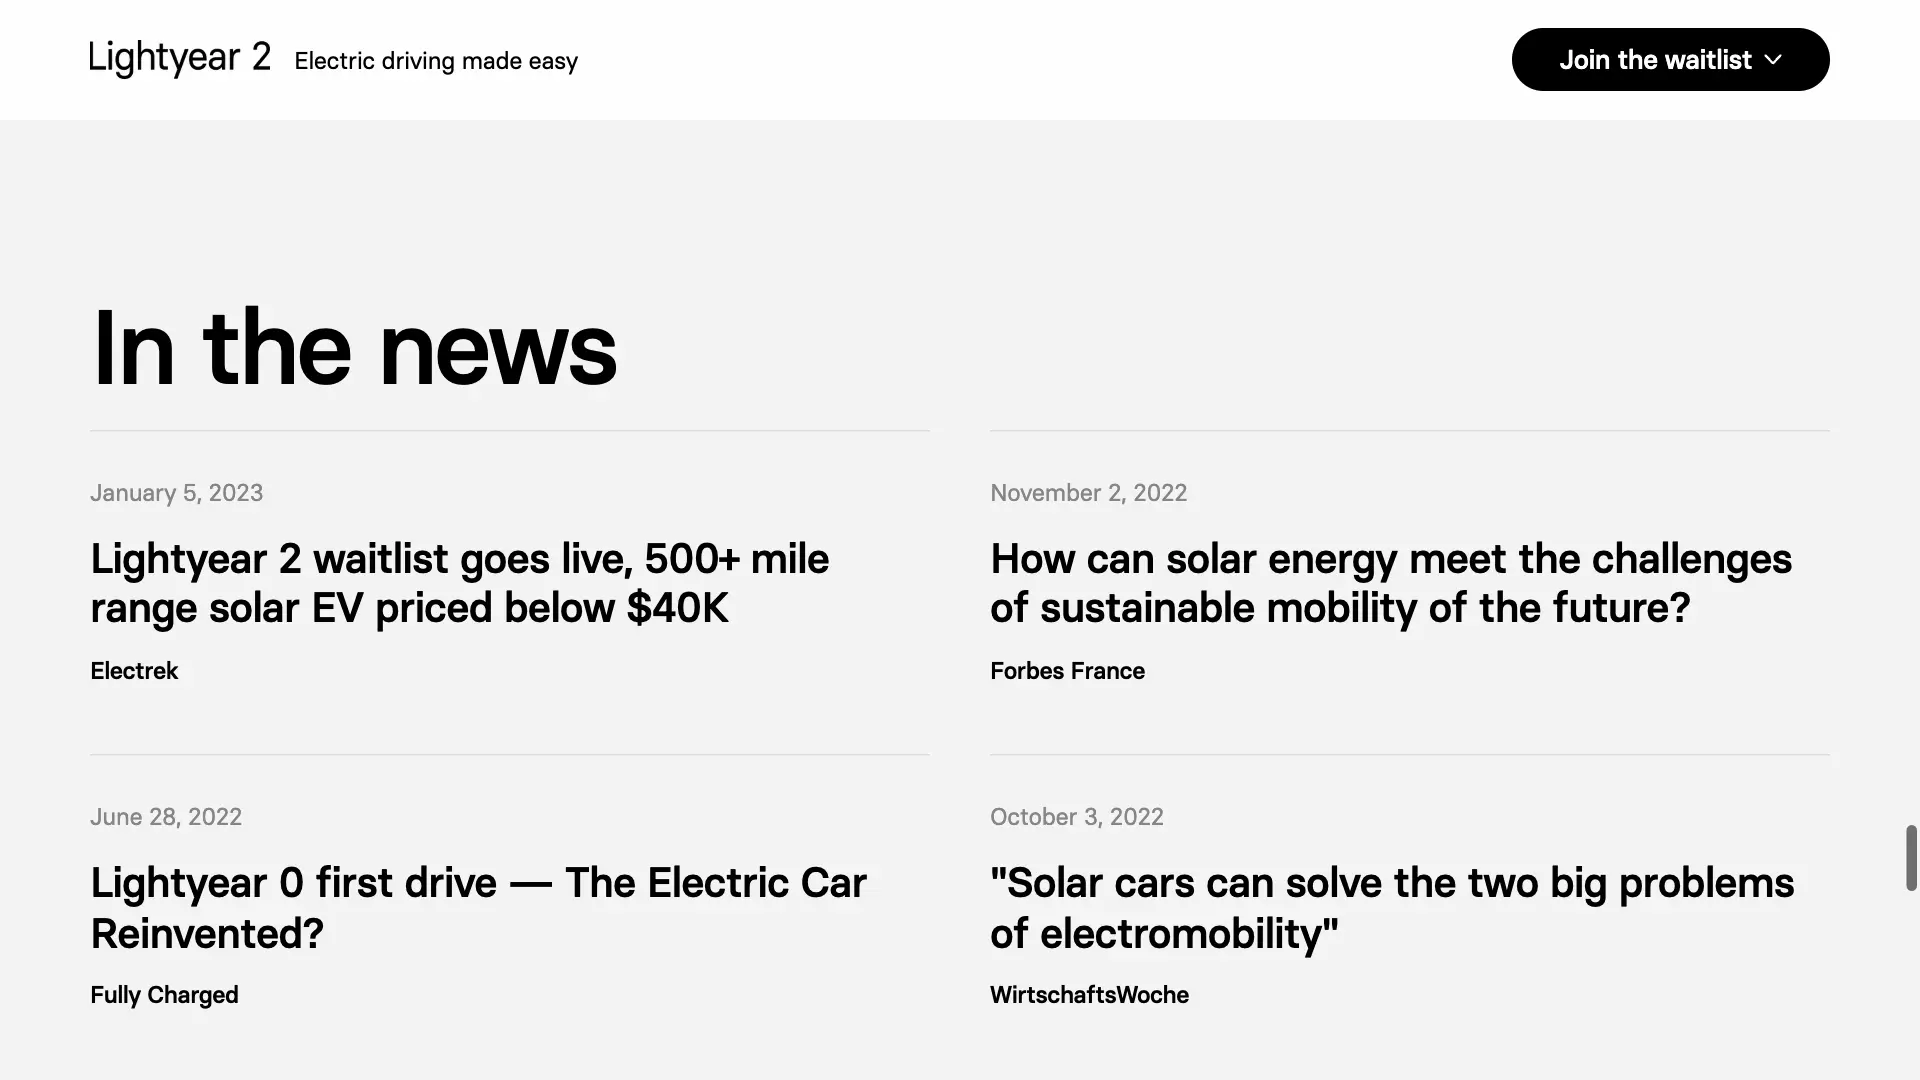 Lightyear 2 Electric driving made easy
Join the waitlist
In the news
January 5, 2023
Lightyear 2 waitlist goes live, 500+ mile
range solar EV priced below $40K
Electrek
November 2, 2022
How can solar energy meet the challenges
of sustainable mobility of the future?
Forbes France
June 28, 2022
Lightyear 0 first drive — The Electric Car
Reinvented?
Fully Charged
October 3, 2022
"Solar cars can solve the two big problems
of electromobility"
WirtschaftsWoche